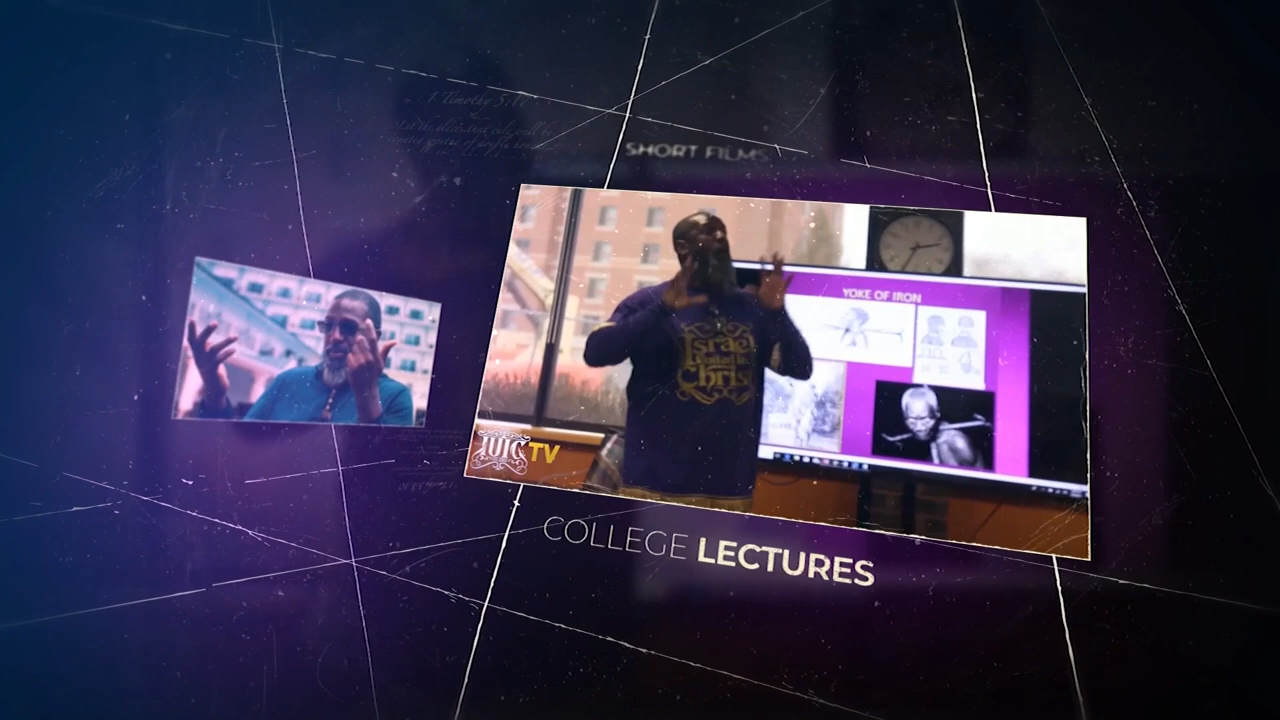 1 Timothy 5:17
SHORT FILMS
YOKE OF IRON
Israel
United In
Christ
IUIC TV
COLLEGE LECTURES